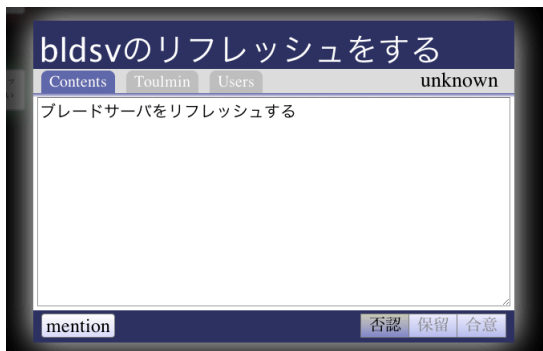 bldsvのリフレッシュをする
Contents Toulmin Users unknown
ブレードサーバをリフレッシュする
mention 否認 保留 合意